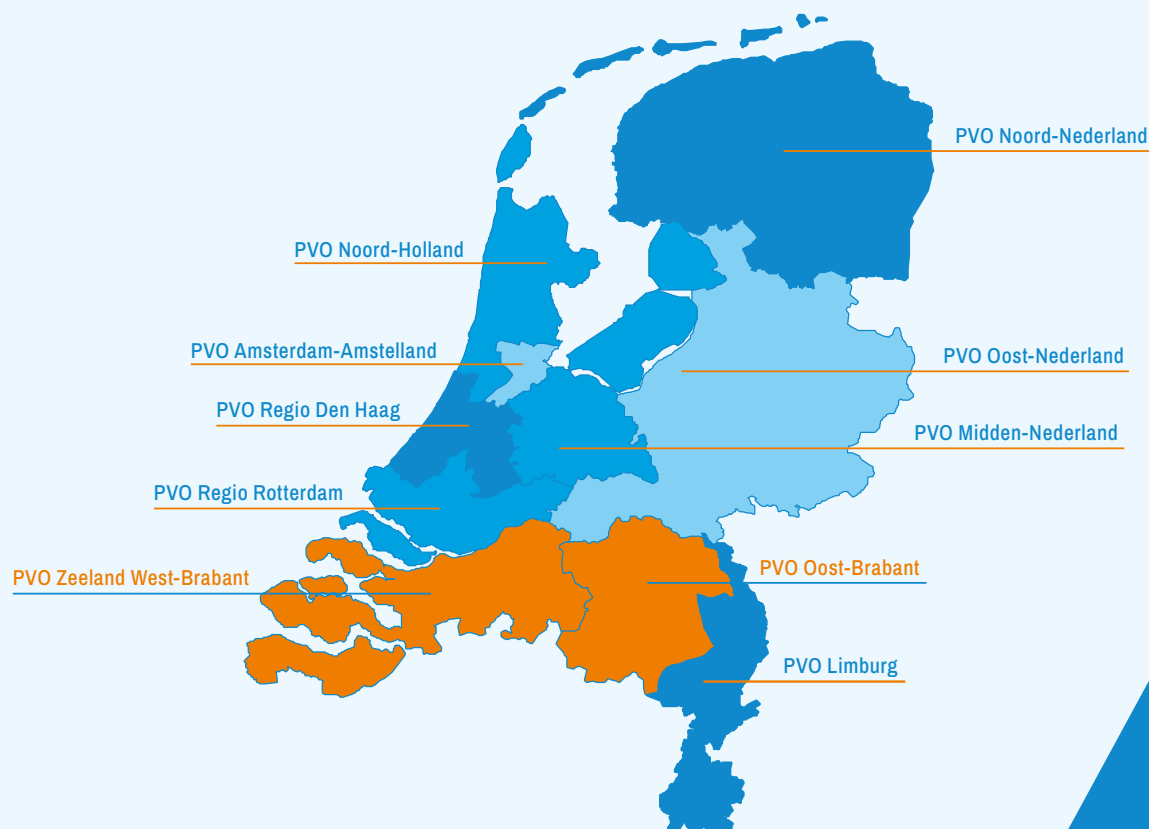 PVO Noord-Nederland
PVO Noord-Holland
PVO Amsterdam-Amstelland
PVO Oost-Nederland
PVO Regio Den Haag
PVO Midden-Nederland
PVO Regio Rotterdam
PVO Oost-Brabant
PVO Zeeland West-Brabant
PVO Limburg